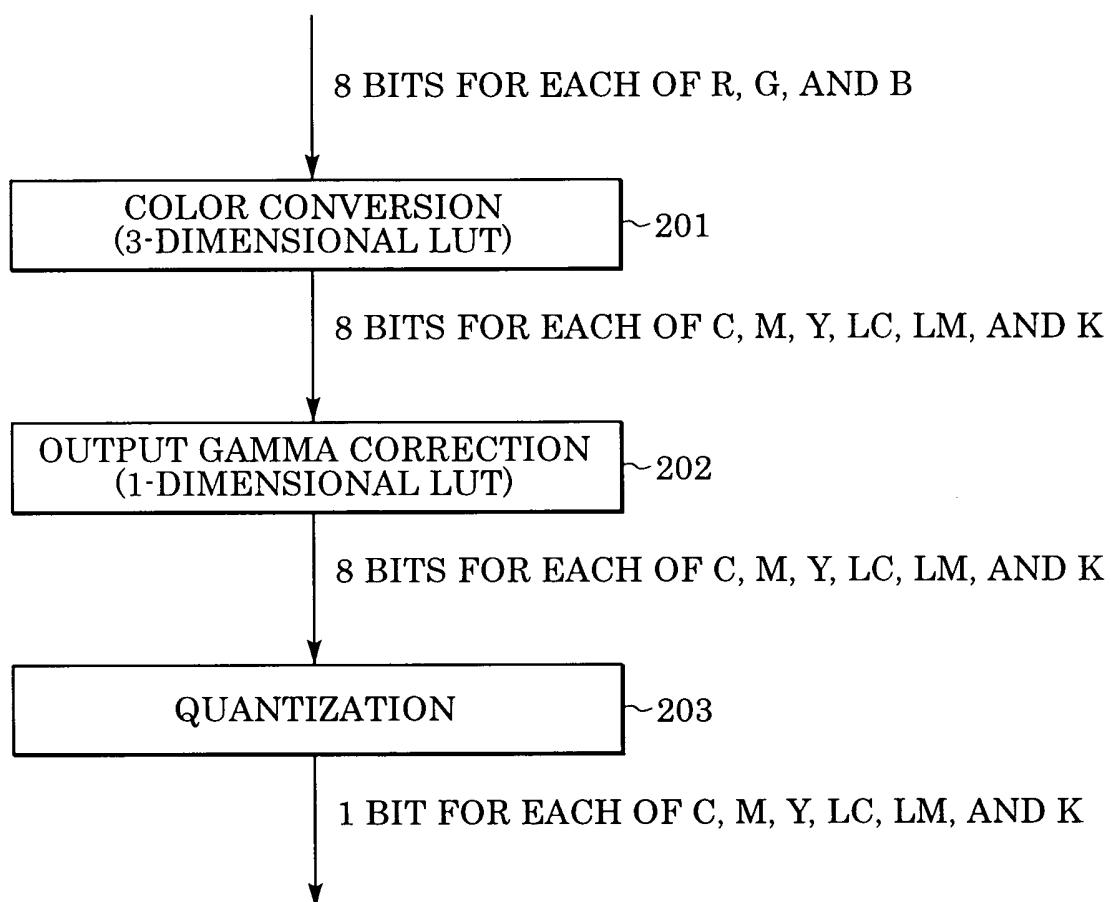 8 BITS FOR EACH OF R, G, AND B
COLOR CONVERSION
(3-DIMENSIONAL LUT)
201
8 BITS FOR EACH OF C, M, Y, LC, LM, AND K
OUTPUT GAMMA CORRECTION
(1-DIMENSIONAL LUT)
202
8 BITS FOR EACH OF C, M, Y, LC, LM, AND K
QUANTIZATION
203
1 BIT FOR EACH OF C, M, Y, LC, LM, AND K